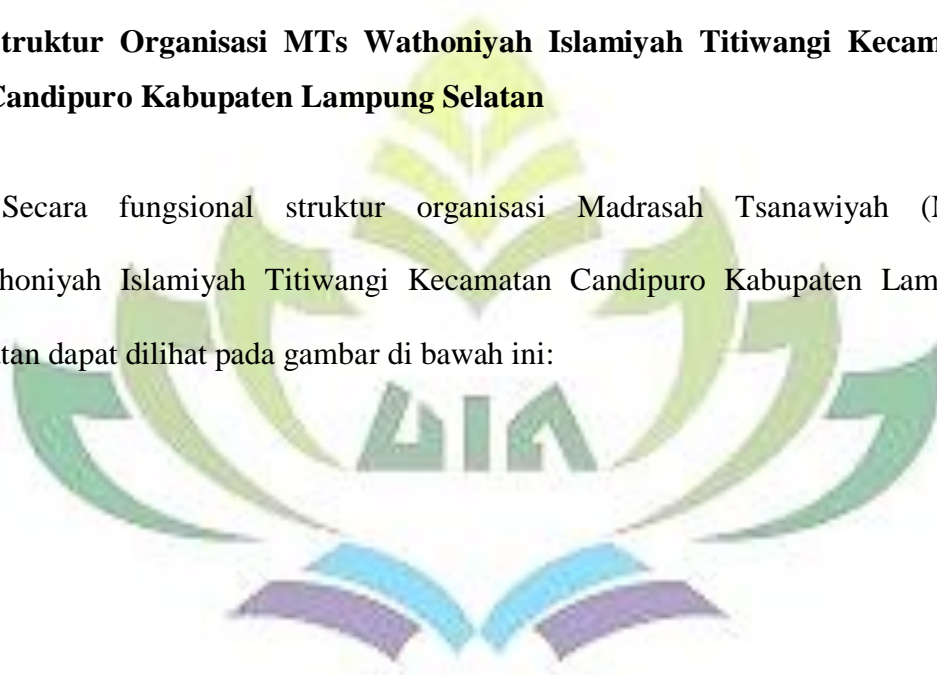 truktur Organisasi MTs Wathoniyah Islamiyah Titiwangi Kecam
Candipuro Kabupaten Lampung Selatan
Secara fungsional struktur organisasi Madrasah Tsanawiyah (M
honiyah Islamiyah Titiwangi Kecamatan Candipuro Kabupaten Lam
tan dapat dilihat pada gambar di bawah ini:
UIN